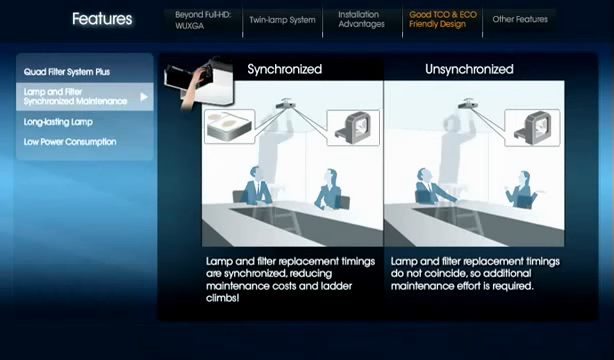 Features
Beyond Full-HD:
WUXGA
Twin-lamp System
Installation
Advantages
Good TCO & ECO
Friendly Design
Other Features
Quad Filter System Plus
Lamp and Filter
Synchronized Maintenance
Long-lasting Lamp
Low Power Consumption
Synchronized
Unsynchronized
Lamp and filter replacement timings
are synchronized, reducing
maintenance costs and ladder
climbs!
Lamp and filter replacement timings
do not coincide, so additional
maintenance effort is required.